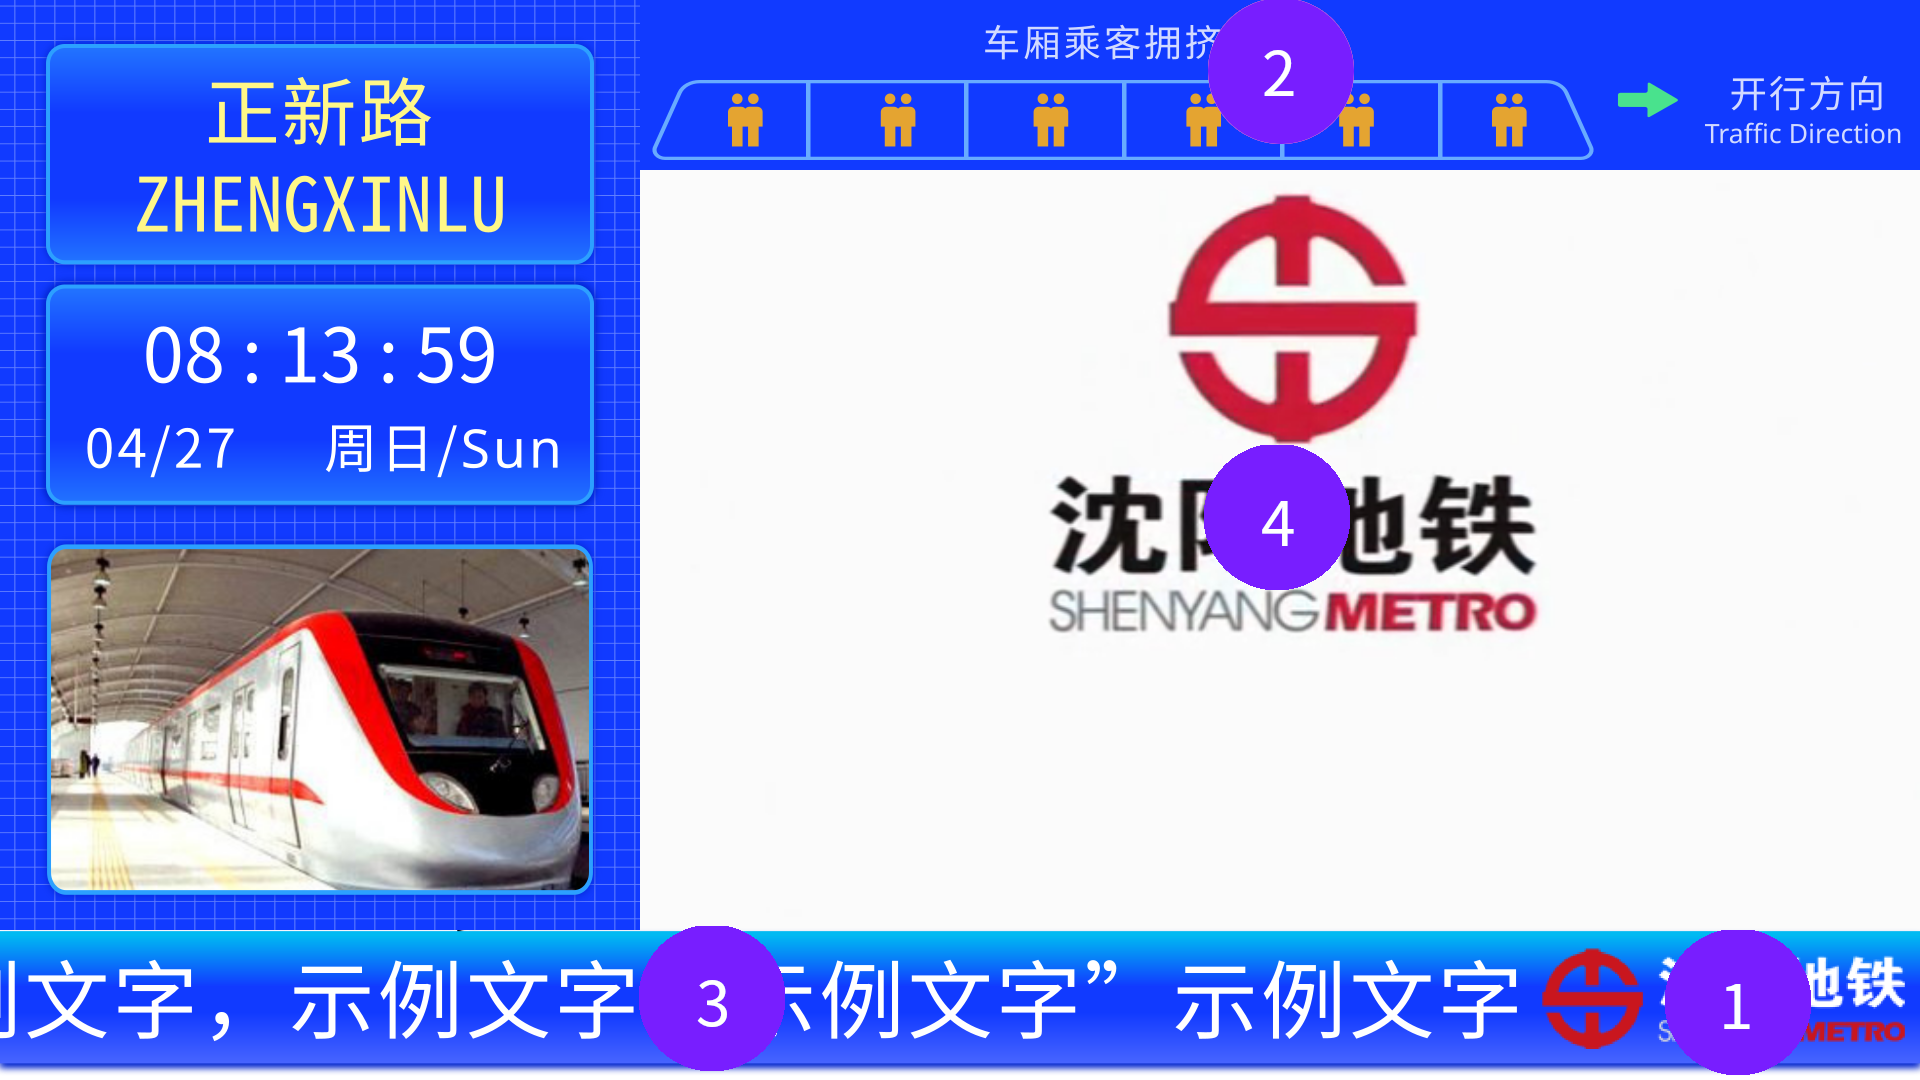 正新路
ZHENGXINLU
08:13:59
04/27 周日/Sun
车厢乘客拥挤
2
开行方向
Traffic Direction
沈 4 地铁
SHENYANGMETRO
文字，示例文字 3 例文字” 示例文字
1 地铁
METRO